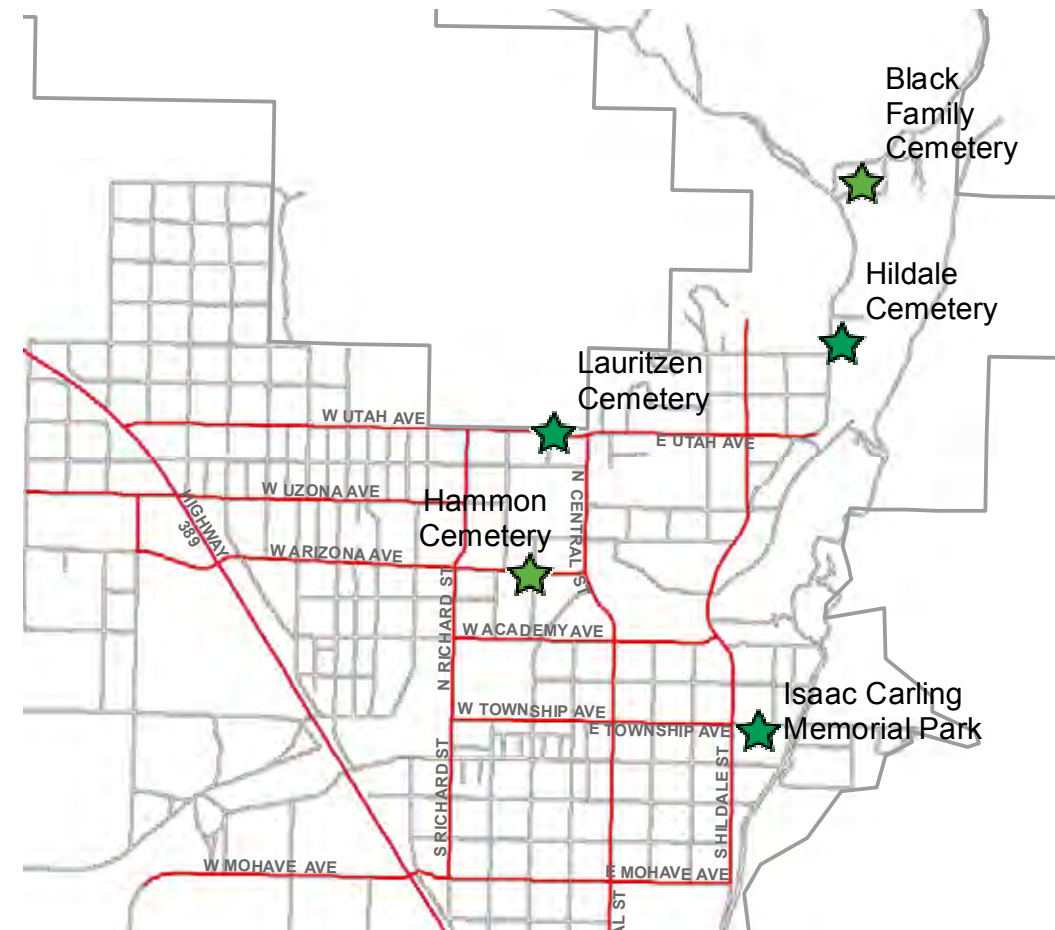 Black
Family
Cemetery
Hildale
Cemetery
Lauritzen
Cemetery
W UTAH AVE
E UTAH AVE
W UZONA AVE
Hammon
Cemetery
N CENTRAL ST
HIGHWAY
389
W ARIZONA AVE
N RICHARD ST
W ACADEMY AVE
Isaac Carling
Memorial Park
W TOWNSHIP AVE
E TOWNSHIP AVE
S RICHARD ST
S HILDALE ST
W MOHAVE AVE
E MOHAVE AVE
AL ST